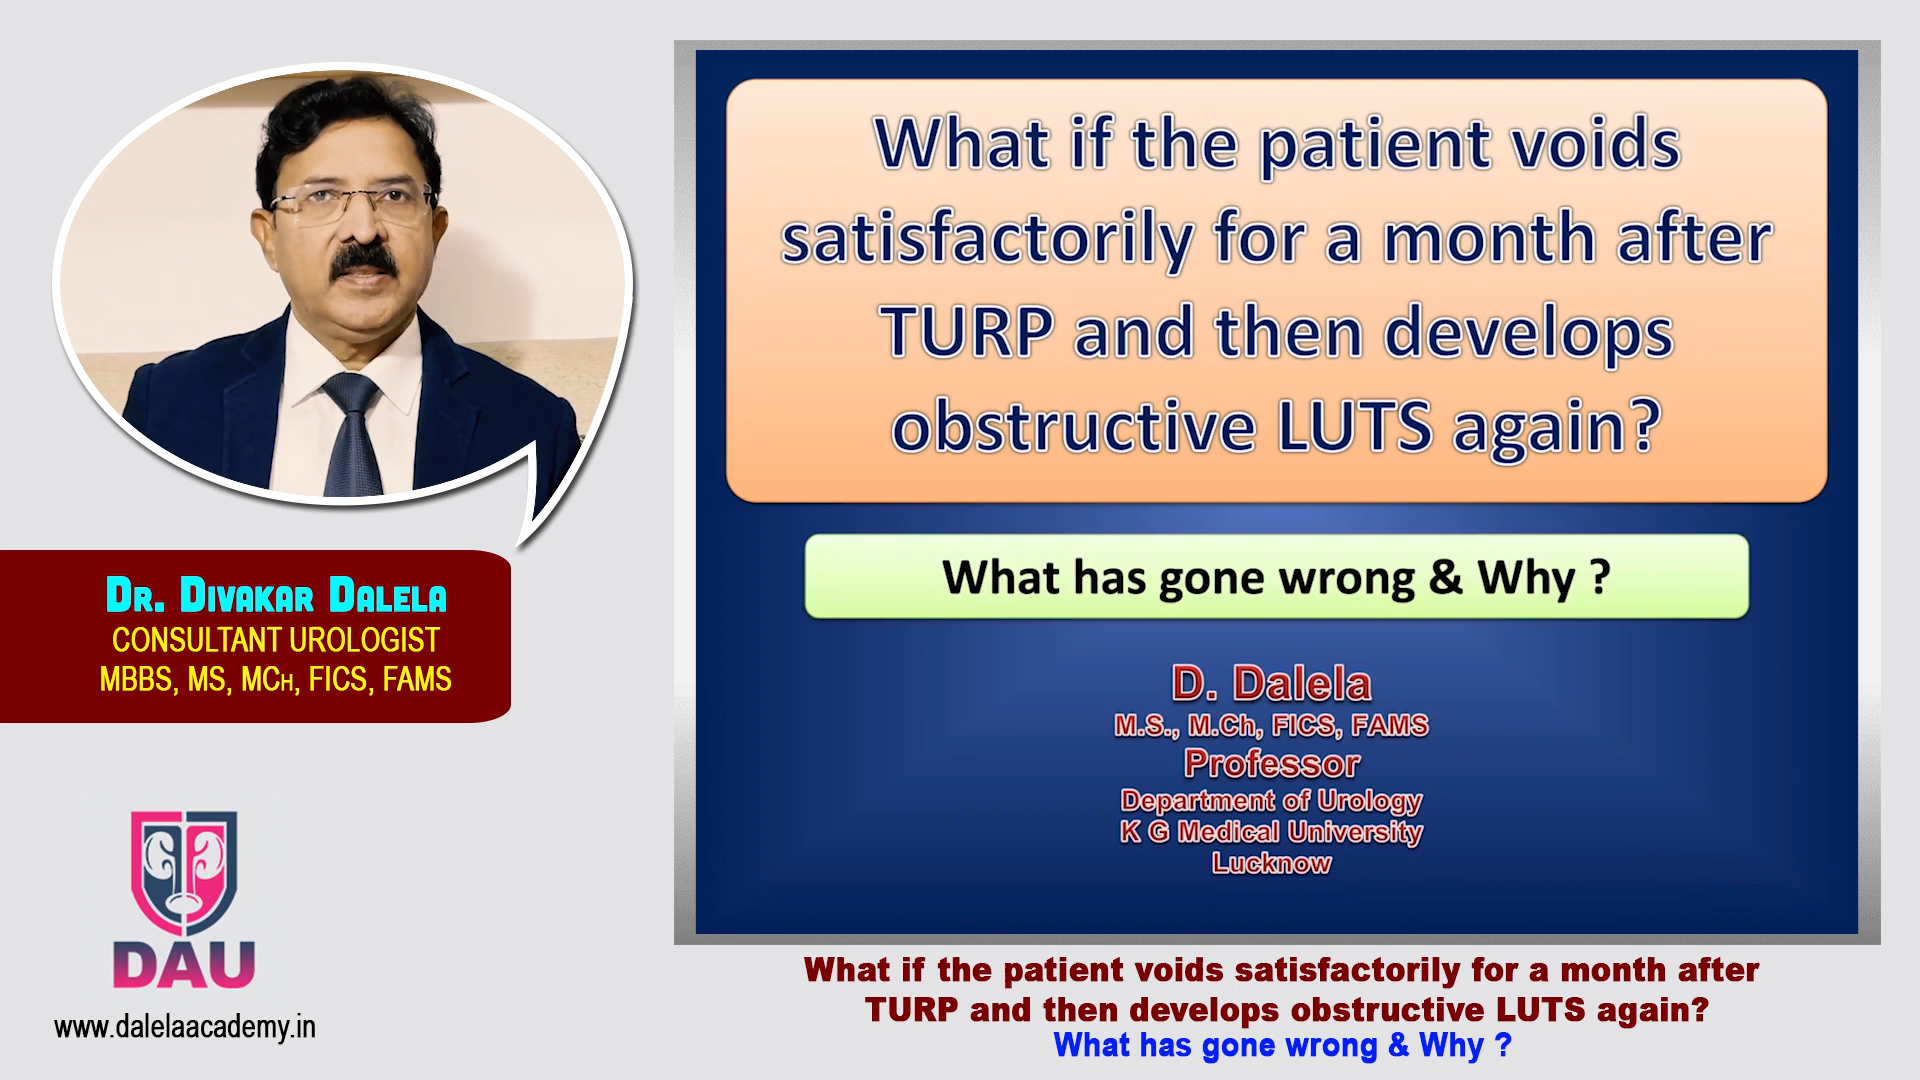 What if the patient voids
satisfactorily for a month after
TURP and then develops
obstructive LUTS again?
What has gone wrong & Why ?
D. Dalela
M.S., M.Ch, FICS, FAMS
Professor
Department of Urology
K G Medical University
Lucknow
DR. DIVAKAR DALELA
CONSULTANT UROLOGIST
MBBS, MS, MCH, FICS, FAMS
DAU
www.dalelaacademy.in
What if the patient voids satisfactorily for a month after
TURP and then develops obstructive LUTS again?
What has gone wrong & Why ?